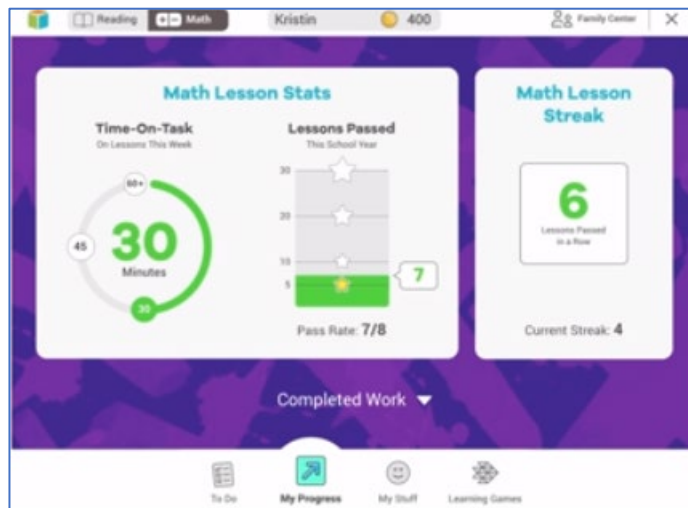 Reading
Math
Kristin
400
Family Center
Math Lesson Stats
Time-On-Task
On Lessons This Week
60+
45
30
Minutes
30
Lessons Passed
This School Year
30
20
10
5
7
Pass Rate: 7/8
Math Lesson
Streak
6
Lessons Passed
in a Row
Current Streak: 4
Completed Work
To Do
My Progress
My Stuff
Learning Games